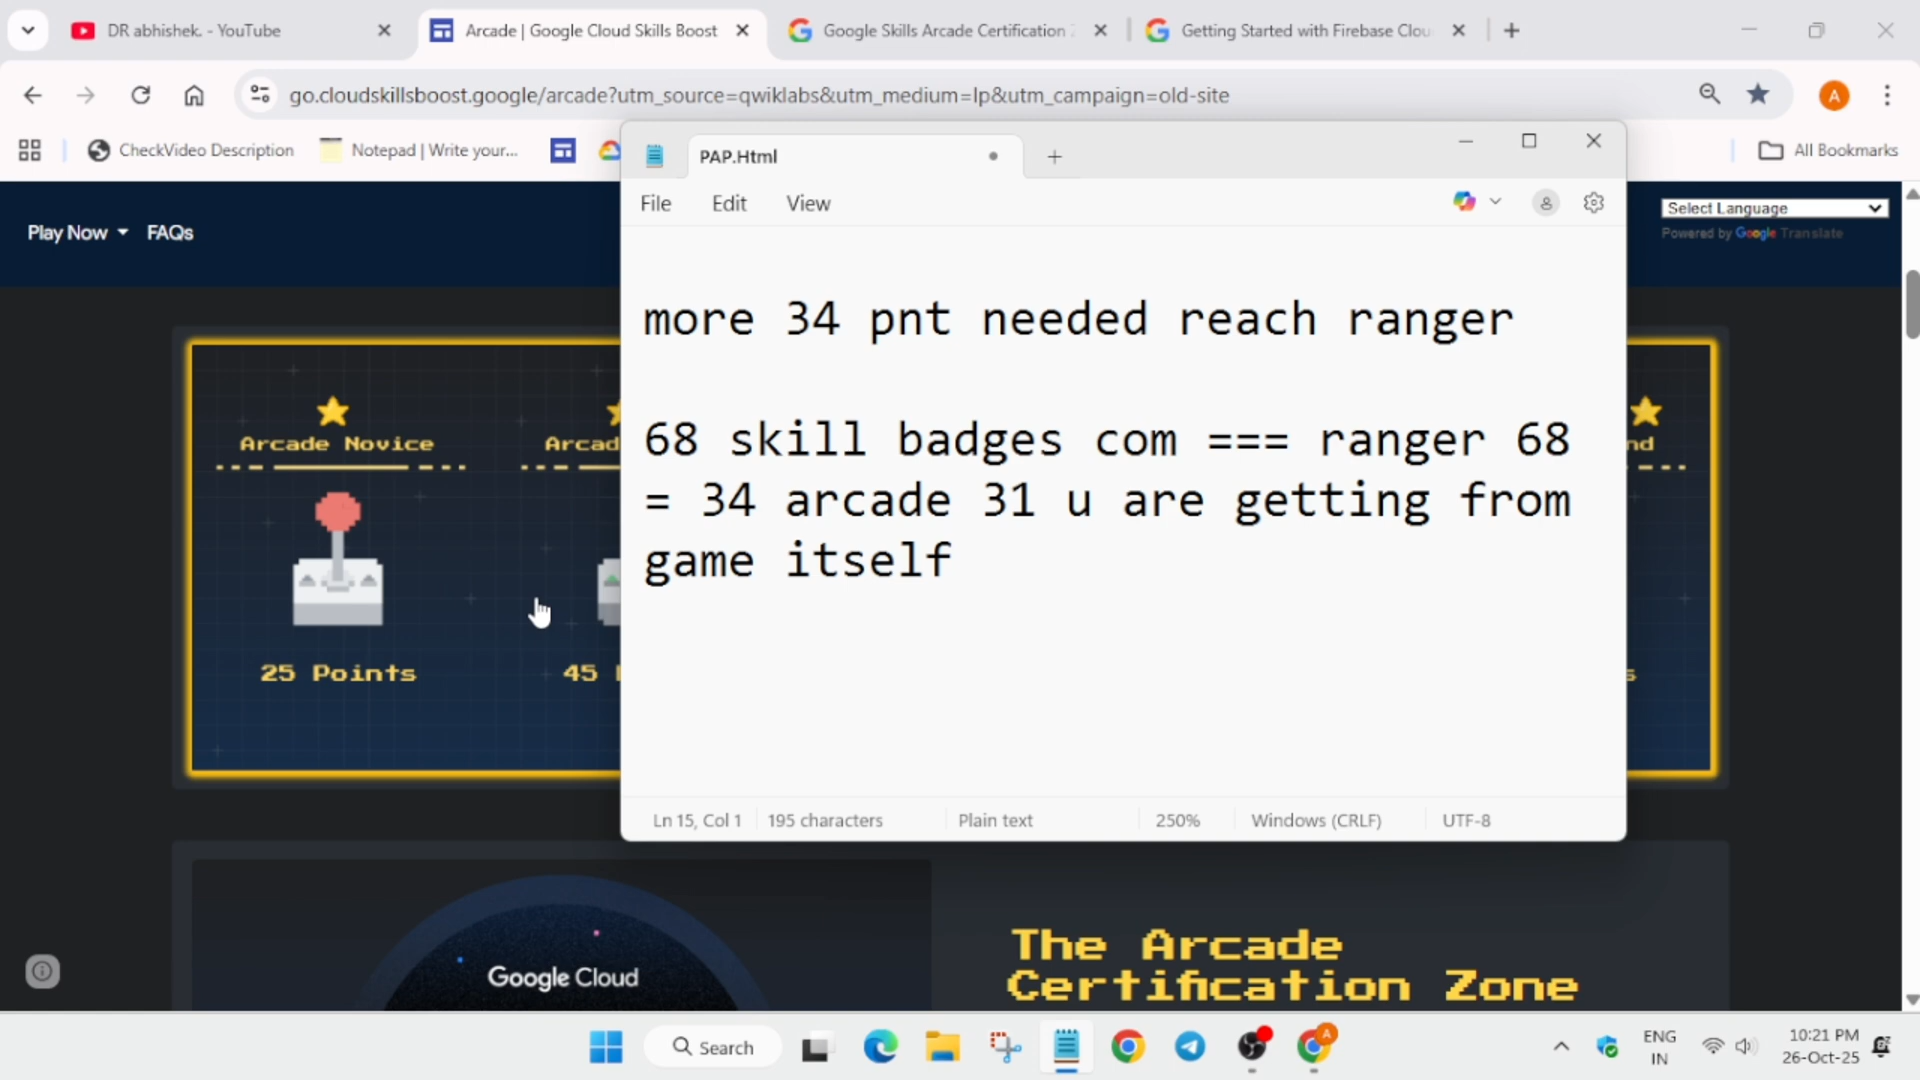 DR abhishek. - YouTube
Arcade | Google Cloud Skills Boost
Google Skills Arcade Certification
Getting Started with Firebase Clou
go.cloudskillsboost.google/arcade?utm_source=qwiklabs&utm_medium=lp&utm_campaign=old-site
A
CheckVideo Description
Notepad | Write your...
All Bookmarks
PAP.Html
File Edit View
Play Now FAQs
Select Language
Powered by Google Translate
more 34 pnt needed reach ranger
68 skill badges com === ranger 68
= 34 arcade 31 u are getting from
game itself
Arcade Novice
Arcad
nd
25 Points
45
s
Ln 15, Col 1 195 characters Plain text 250% Windows (CRLF) UTF-8
Google Cloud
The Arcade
Certification Zone
Search
A
ENG
IN
10:21 PM
26-Oct-25